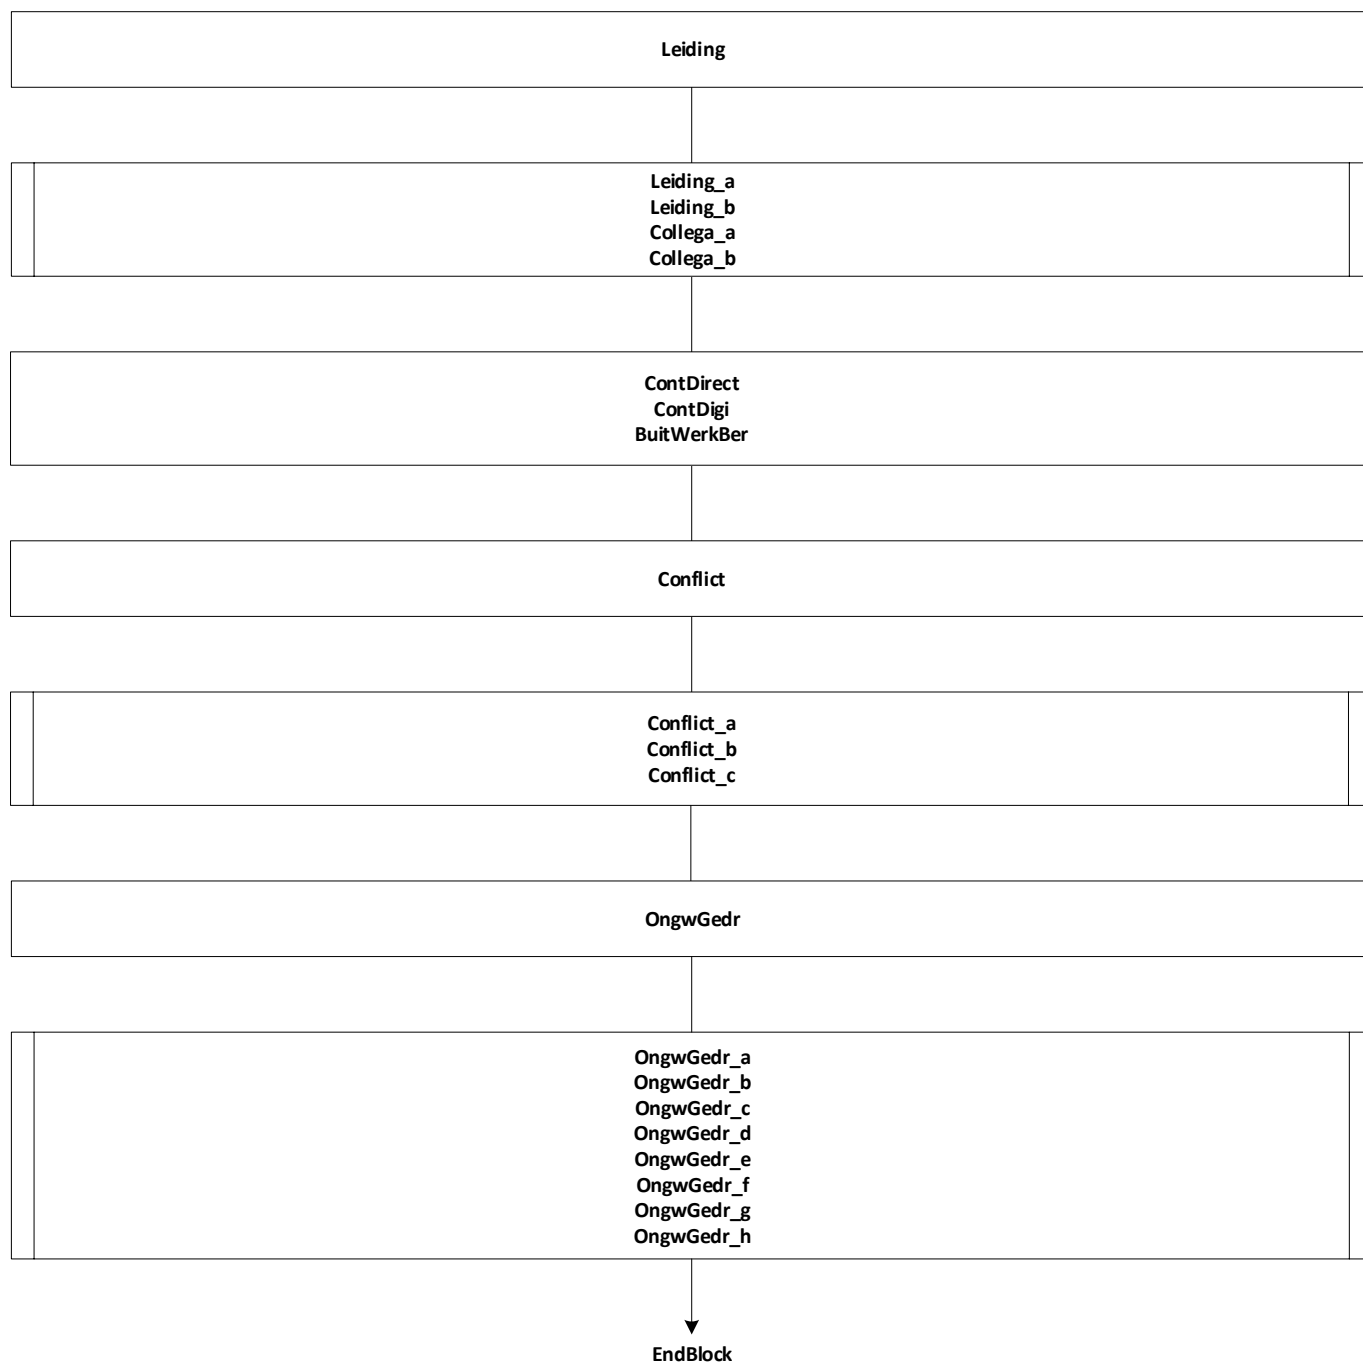 Leiding
Leiding_a
Leiding_b
Collega_a
Collega_b
ContDirect
ContDigi
BuitWerkBer
Conflict
Conflict_a
Conflict_b
Conflict_c
OngwGedr
OngwGedr_a
OngwGedr_b
OngwGedr_c
OngwGedr_d
OngwGedr_e
OngwGedr_f
OngwGedr_g
OngwGedr_h
EndBlock